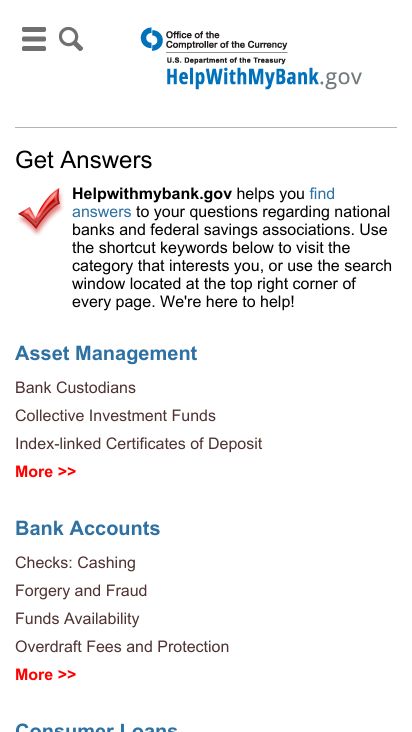 Office of the
Comptroller of the Currency
U.S. Department of the Treasury
HelpWithMyBank.gov
Get Answers
Helpwithmybank.gov helps you find
answers to your questions regarding national
banks and federal savings associations. Use
the shortcut keywords below to visit the
category that interests you, or use the search
window located at the top right corner of
every page. We're here to help!
Asset Management
Bank Custodians
Collective Investment Funds
Index-linked Certificates of Deposit
More >>
Bank Accounts
Checks: Cashing
Forgery and Fraud
Funds Availability
Overdraft Fees and Protection
More >>
Consumer Loans